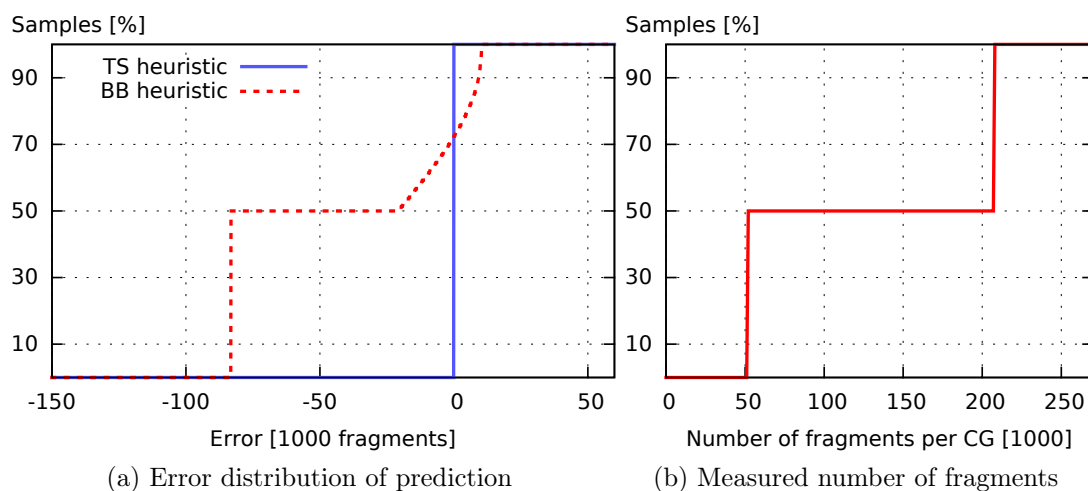 Samples [%]
TS heuristic
BB heuristic
90
70
50
30
10
-150
-100
-50
0
50
Error [1000 fragments]
(a) Error distribution of prediction
Samples [%]
90
70
50
30
10
0
50
100
150
200
250
Number of fragments per CG [1000]
(b) Measured number of fragments